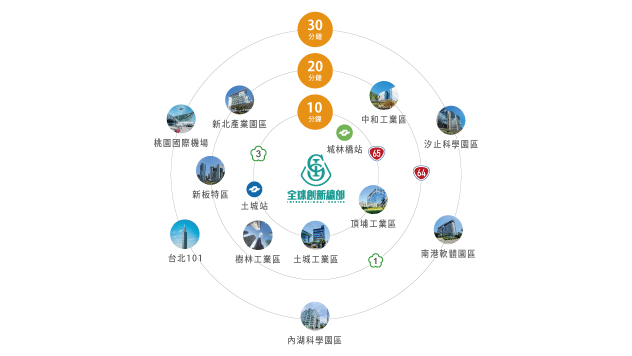 30
分鐘
20
分鐘
10
分鐘
新北產業園區
中和工業區
桃園國際機場
汐止科學園區
城林橋站
3
65
64
新板特區
土城站
全球創新總部
INTERNATIONAL CENTER
頂埔工業區
台北101
樹林工業區
土城工業區
南港軟體園區
1
內湖科學園區